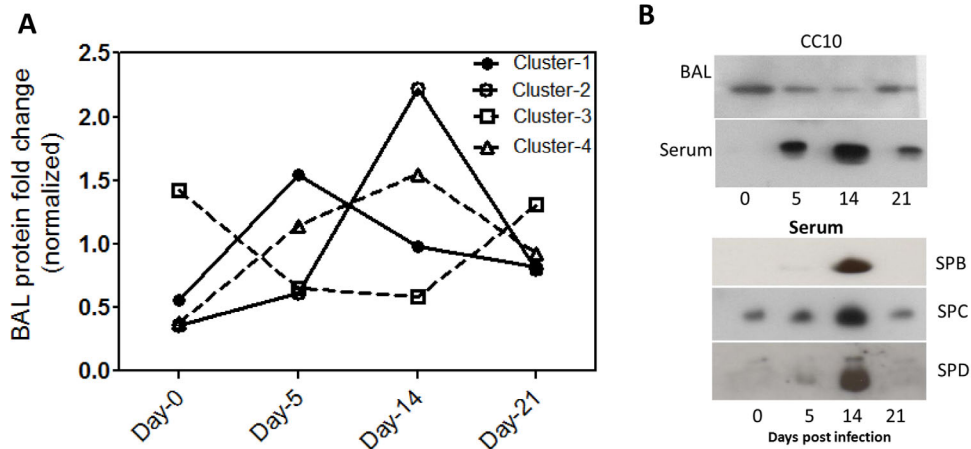 A
BAL protein fold change
(normalized)
2.5
2.0
1.5
1.0
0.5
0.0
Cluster-1
Cluster-2
Cluster-3
Cluster-4
Day-0
Day-5
Day-14
Day-21
B
CC10
BAL
Serum
0 5 14 21
Serum
SPB
SPC
SPD
0 5 14 21
Days post infection